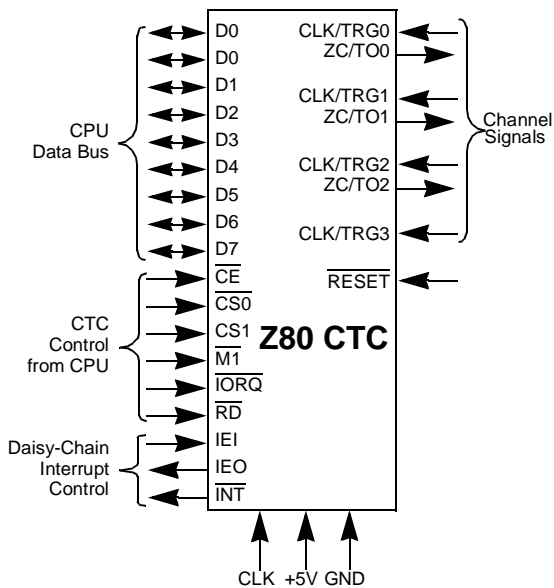 D0
D0
D1
D2
D3
D4
D5
D6
D7
CPU
Data Bus
CE
CS0
CS1
M1
IORQ
RD
CTC
Control
from CPU
IEI
IEO
INT
Daisy-Chain
Interrupt
Control
Z80 CTC
CLK/TRG0
ZC/TO0
CLK/TRG1
ZC/TO1
CLK/TRG2
ZC/TO2
CLK/TRG3
Channel
Signals
RESET
CLK +5V GND